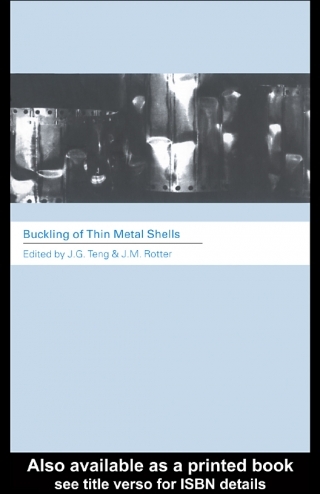 Buckling of Thin Metal Shells
Edited by J.G. Teng & J.M. Rotter
Also available as a printed book
see title verso for ISBN details